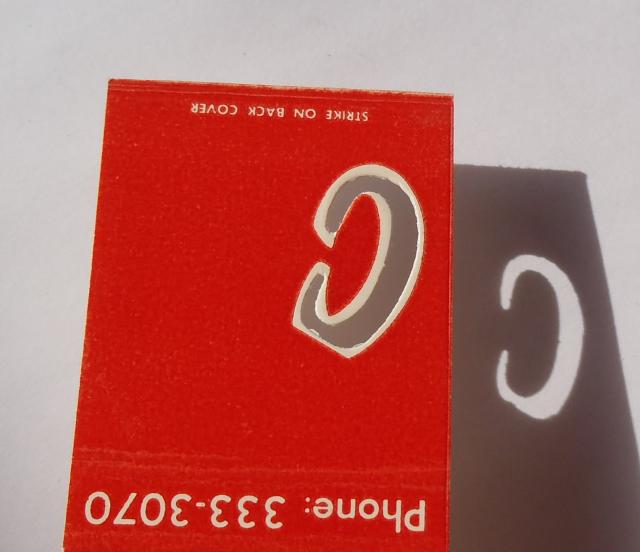 Phone: 333-3070
C
STRIKE ON BACK COVER